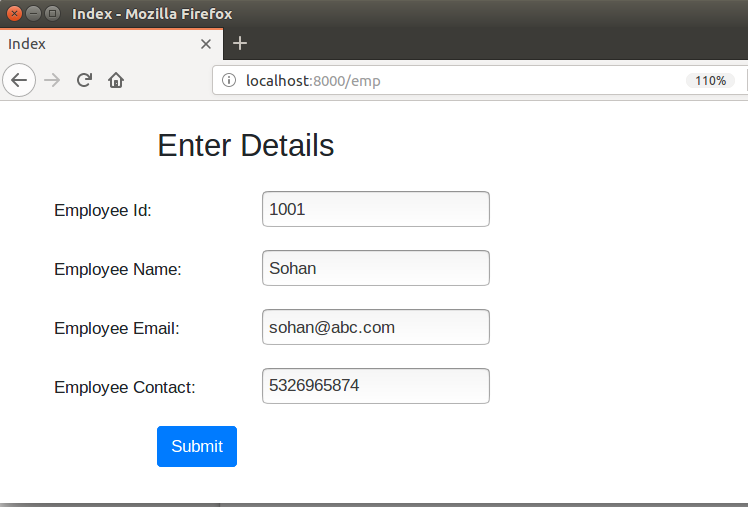 Index - Mozilla Firefox
Index
localhost:8000/emp 110%
Enter Details
Employee Id: 1001
Employee Name: Sohan
Employee Email: sohan@abc.com
Employee Contact: 5326965874
Submit